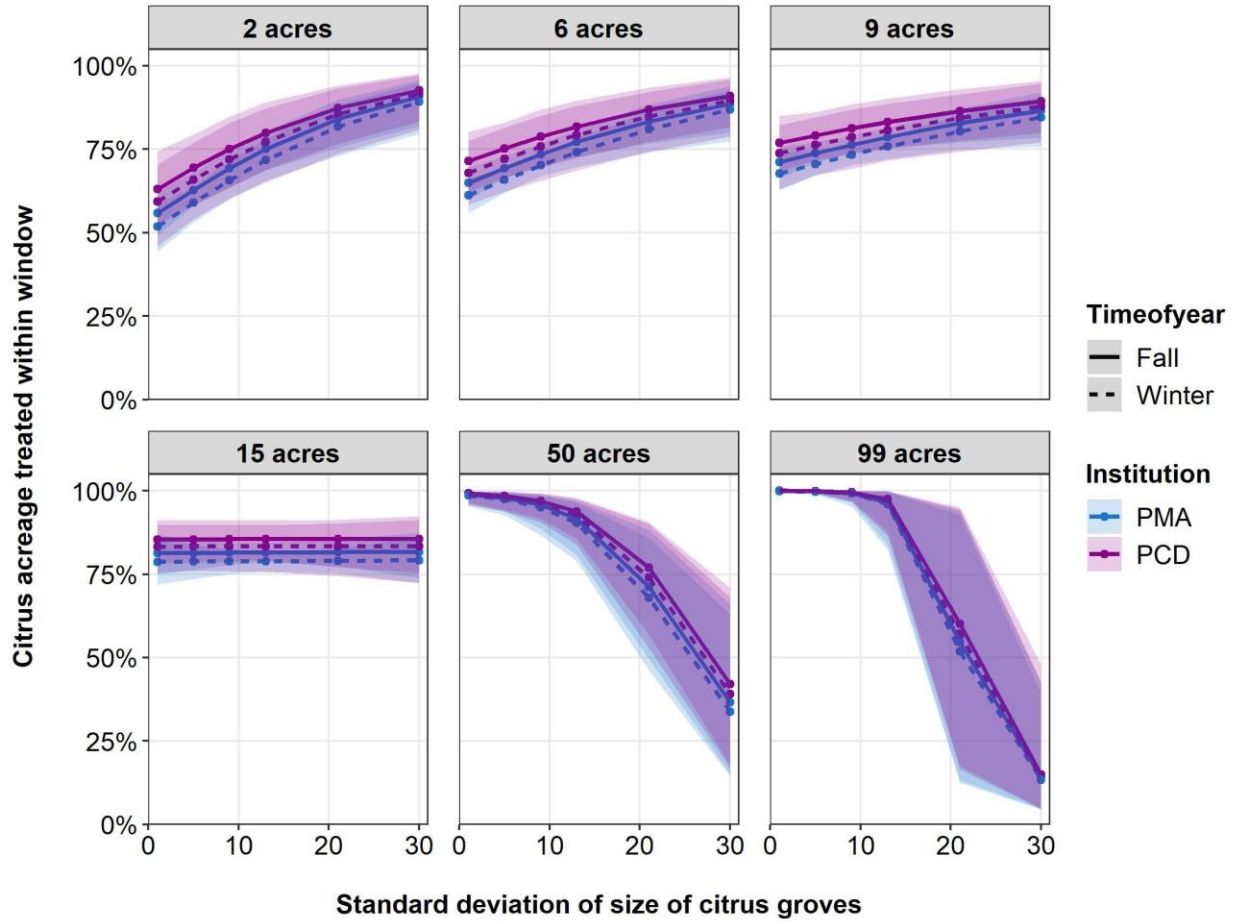 2 acres
6 acres
9 acres
100%
75%
50%
25%
0%
15 acres
50 acres
99 acres
100%
75%
50%
25%
0%
0 10 20 30
0 10 20 30
0 10 20 30
Citrus acreage treated within window
Standard deviation of size of citrus groves
Timeofyear
Fall
Winter
Institution
PMA
PCD